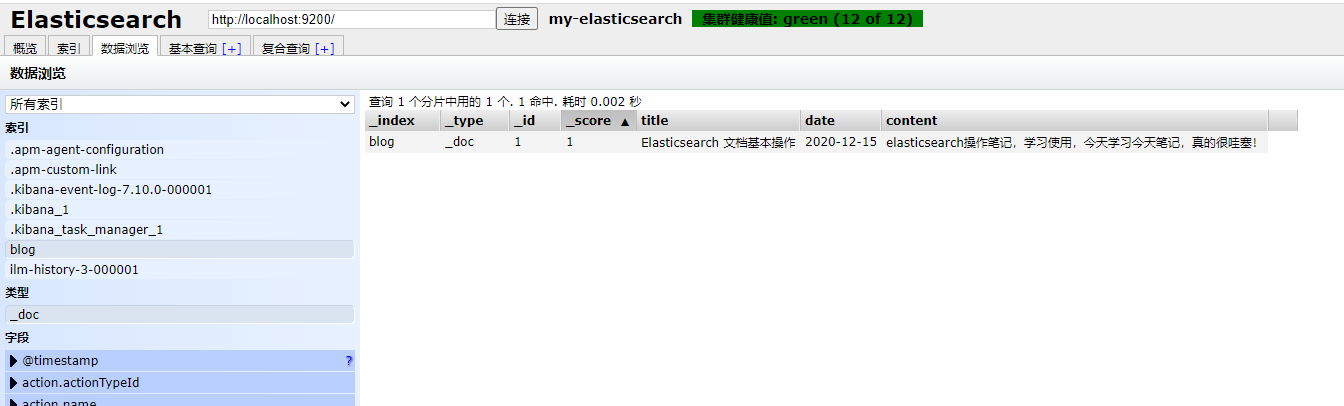 Elasticsearch http://localhost:9200/ 连接 my-elasticsearch 集群健康值: green (12 of 12)
概览 索引 数据浏览 基本查询 [+] 复合查询 [+]
数据浏览
所有索引
索引
.apm-agent-configuration
.apm-custom-link
.kibana-event-log-7.10.0-000001
.kibana_1
.kibana_task_manager_1
blog
ilm-history-3-000001
类型
_doc
字段
@timestamp ?
action.actionTypeId
action.name
查询 1 个分片中用的 1 个. 1 命中. 耗时 0.002 秒
_index _type _id _score ▲ title date content
blog _doc 1 1 Elasticsearch 文档基本操作 2020-12-15 elasticsearch操作笔记，学习使用，今天学习今天笔记，真的很哇塞！